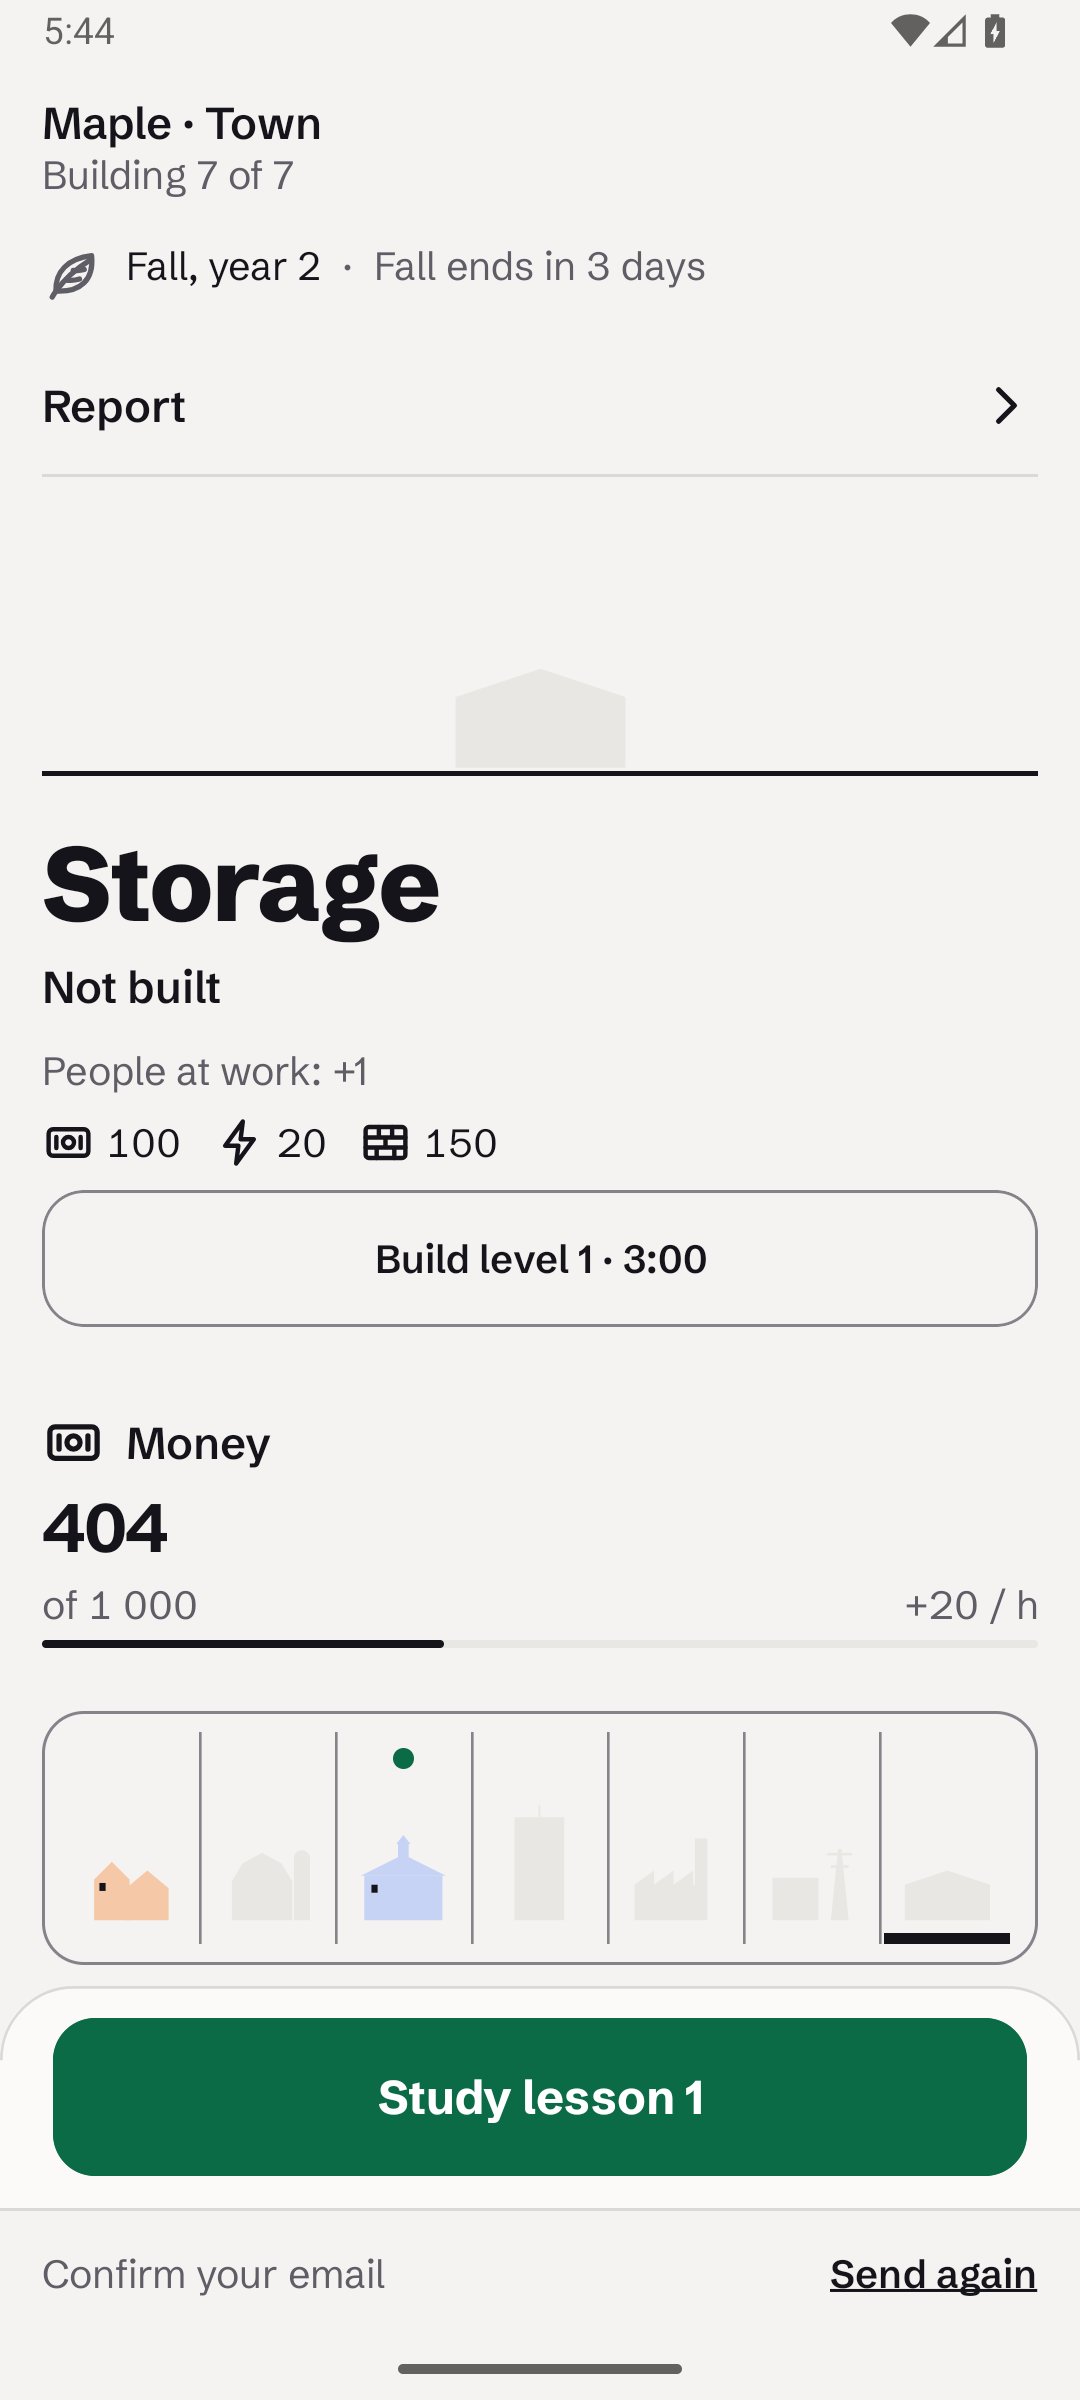 5:44
Maple · Town
Building 7 of 7
Fall, year 2 · Fall ends in 3 days
Report
Storage
Not built
People at work: +1
100 20 150
Build level 1 · 3:00
Money
404
of 1 000 +20 / h
Study lesson 1
Confirm your email Send again